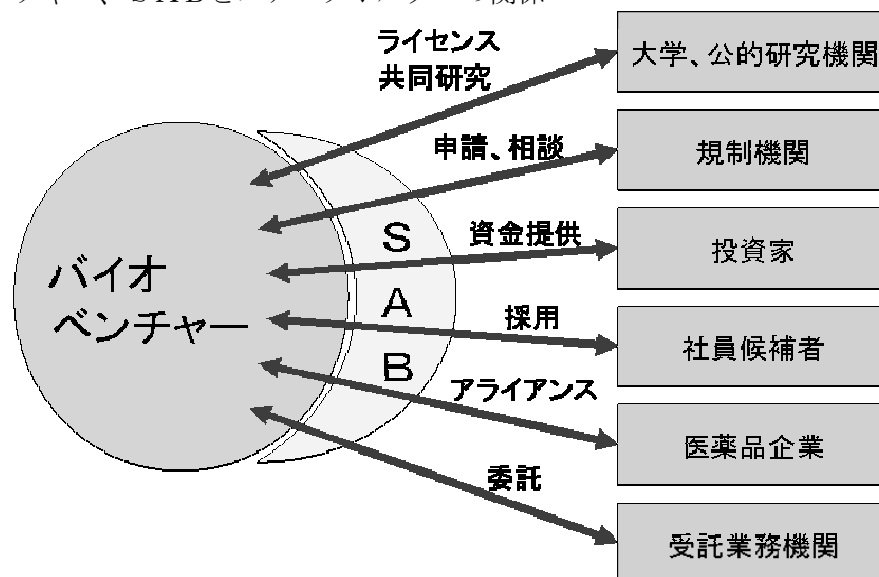 ライセンス
共同研究
大学、公的研究機関
申請、相談
規制機関
資金提供
投資家
採用
社員候補者
アライアンス
医薬品企業
委託
受託業務機関
バイオ
ベンチャー
S
A
B